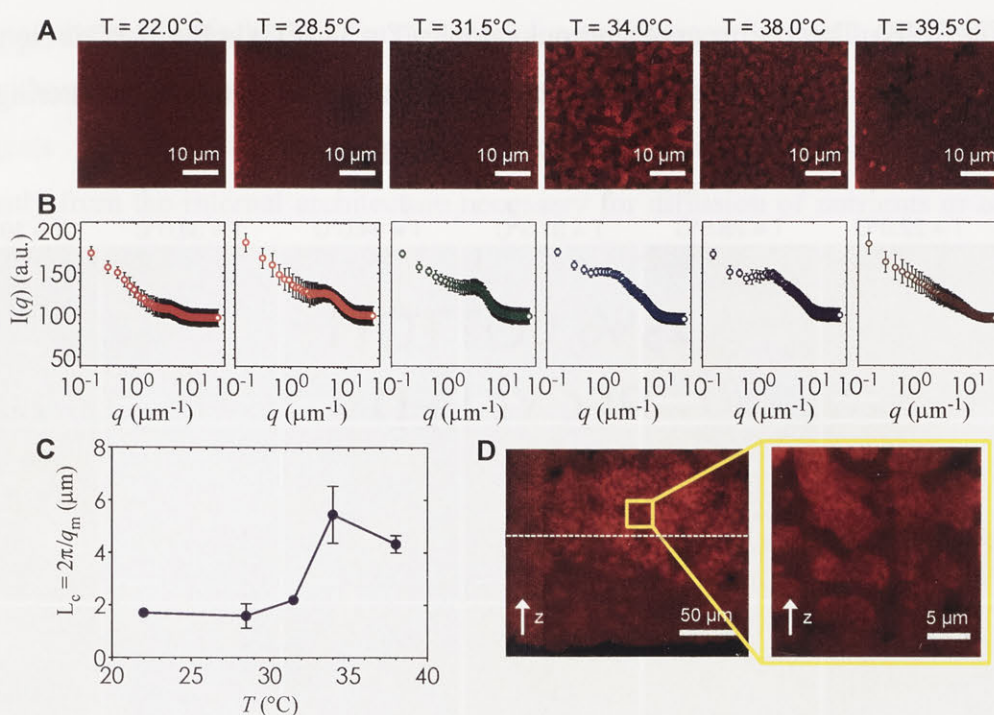 A
T = 22.0°C T = 28.5°C T = 31.5°C T = 34.0°C T = 38.0°C T = 39.5°C
10 µm 10 µm 10 µm 10 µm 10 µm 10 µm
B
I(q) (a.u.)
200
150
100
50
40
10⁻¹ 10⁰ 10¹ 10⁻¹ 10⁰ 10¹ 10⁻¹ 10⁰ 10¹ 10⁻¹ 10⁰ 10¹ 10⁻¹ 10⁰ 10¹ 10⁻¹ 10⁰ 10¹
q (µm⁻¹) q (µm⁻¹) q (µm⁻¹) q (µm⁻¹) q (µm⁻¹) q (µm⁻¹)
C
L_c = 2π/q_m (µm)
8
6
4
2
0
20 25 30 35 40
T (°C)
D
z
50 µm
z
5 µm